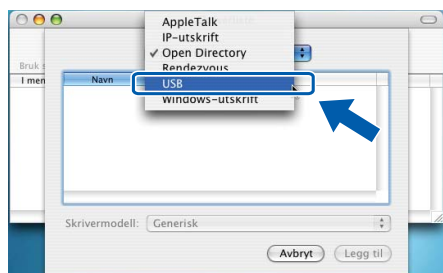 AppleTalk
IP-utskrift
✓ Open Directory
Rendezvous
Bruk
I men
Navn
USB
Windows-utskrift
Skrivermodell: Generisk
Avbryt
Legg til